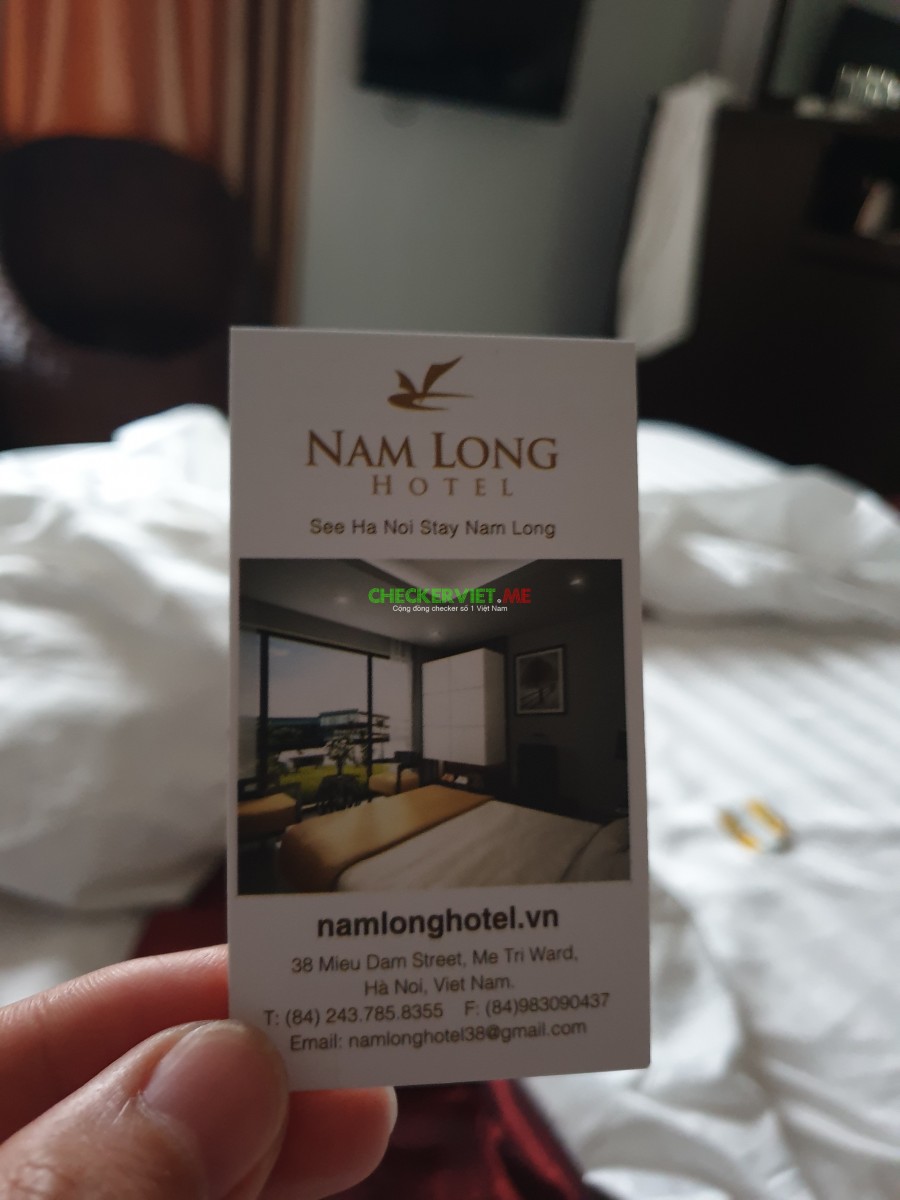 NAM LONG
HOTEL
See Ha Noi Stay Nam Long
CHECKERVIET.ME
Cộng đồng checker số 1 Việt Nam
namlonghotel.vn
38 Mieu Dam Street, Me Tri Ward,
Hà Noi, Viet Nam.
T: (84) 243.785.8355 F: (84)983090437
Email: namlonghotel38@gmail.com